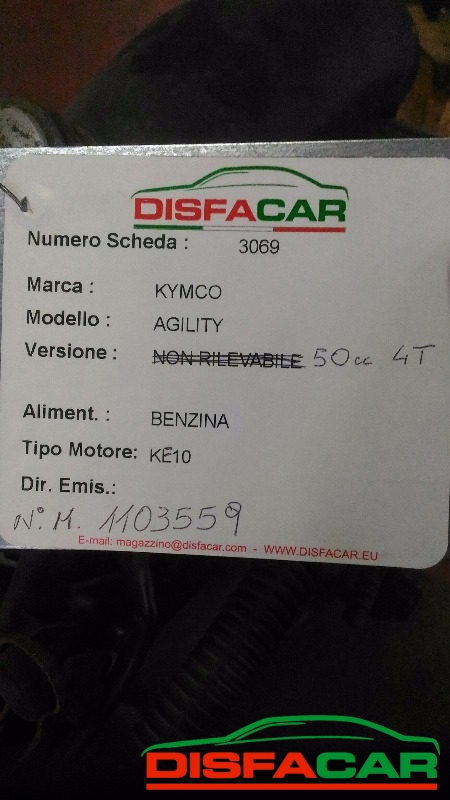 DISFACAR
Numero Scheda : 3069
Marca : KYMCO
Modello : AGILITY
Versione : NON RILEVABILE 50cc 4T
Aliment. : BENZINA
Tipo Motore: KE10
Dir. Emis.:
N°. M. 1103559
E-mail: magazzino@disfacar.com - WWW.DISFACAR.EU
DISFACAR